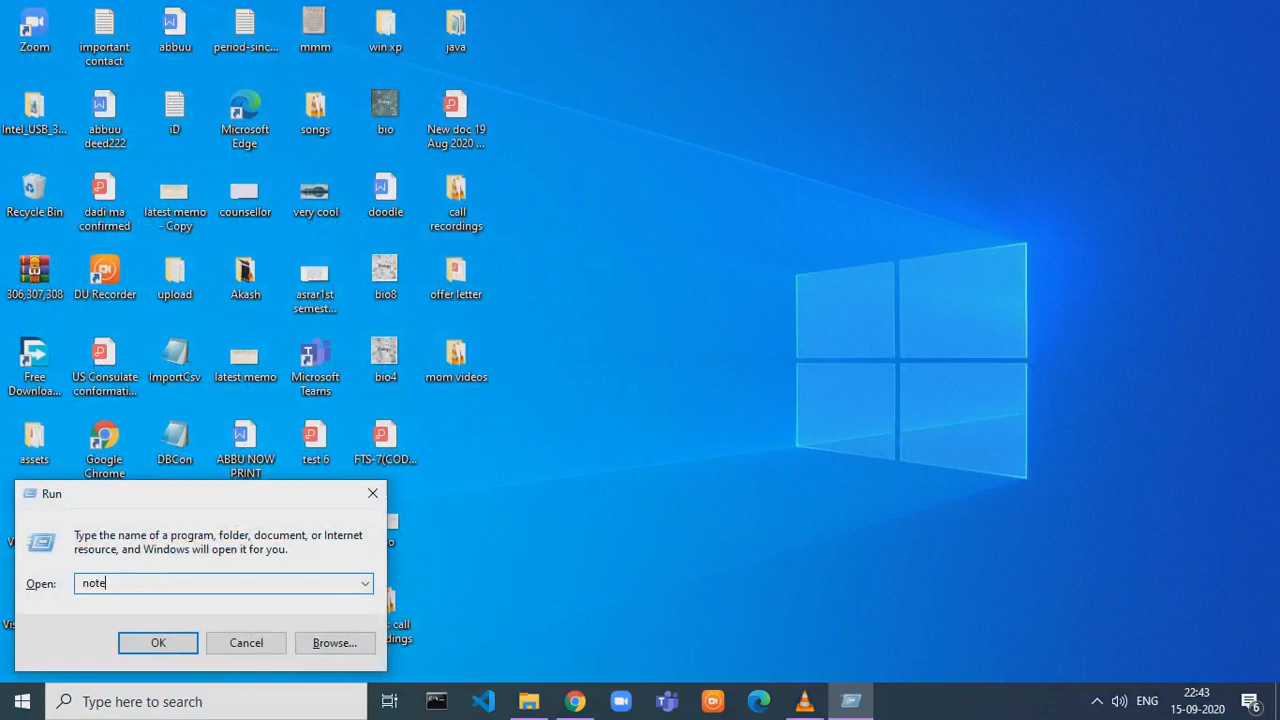 Zoom
important
contact
abbuu
period-sinc...
mmm
win xp
java
Intel_USB_3...
abbuu
deed222
iD
Microsoft
Edge
songs
bio
New doc 19
Aug 2020 ...
Recycle Bin
dadi ma
confirmed
latest memo
- Copy
counsellor
very cool
doodle
call
recordings
306,307,308
DU Recorder
upload
Akash
asrar1st
semest...
bio8
offer letter
Free
Downloa...
US Consulate
conformati...
ImportCsv
latest memo
Microsoft
Teams
bio4
mom videos
assets
Google
Chrome
DBCon
ABBU NOW
PRINT
test 6
FTS-7(COD...
Run
Type the name of a program, folder, document, or Internet
resource, and Windows will open it for you.
Open:
note
OK
Cancel
Browse...
call
Type here to search
ENG
22:43
15-09-2020
6